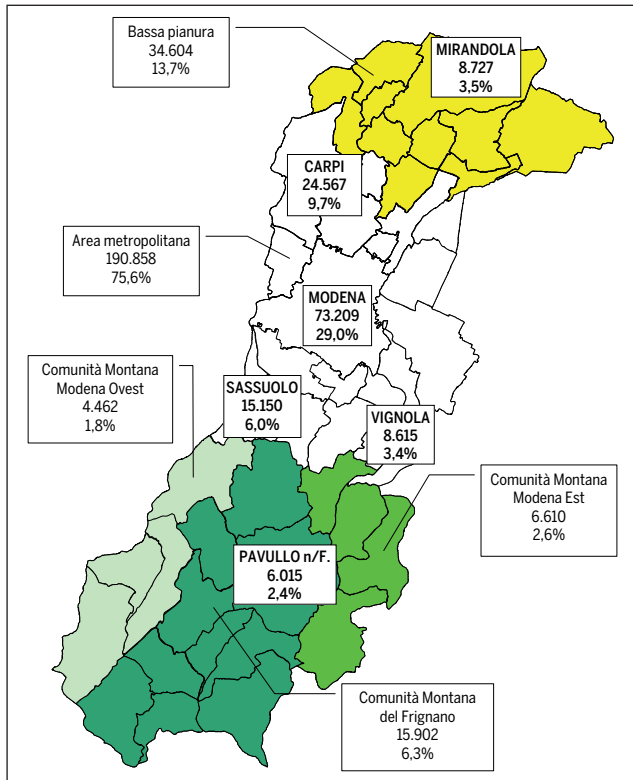 Bassa pianura
34.604
13,7%
MIRANDOLA
8.727
3,5%
CARPI
24.567
9,7%
Area metropolitana
190.858
75,6%
MODENA
73.209
29,0%
Comunità Montana
Modena Ovest
4.462
1,8%
SASSUOLO
15.150
6,0%
VIGNOLA
8.615
3,4%
Comunità Montana
Modena Est
6.610
2,6%
PAVULLO n/F.
6.015
2,4%
Comunità Montana
del Frignano
15.902
6,3%